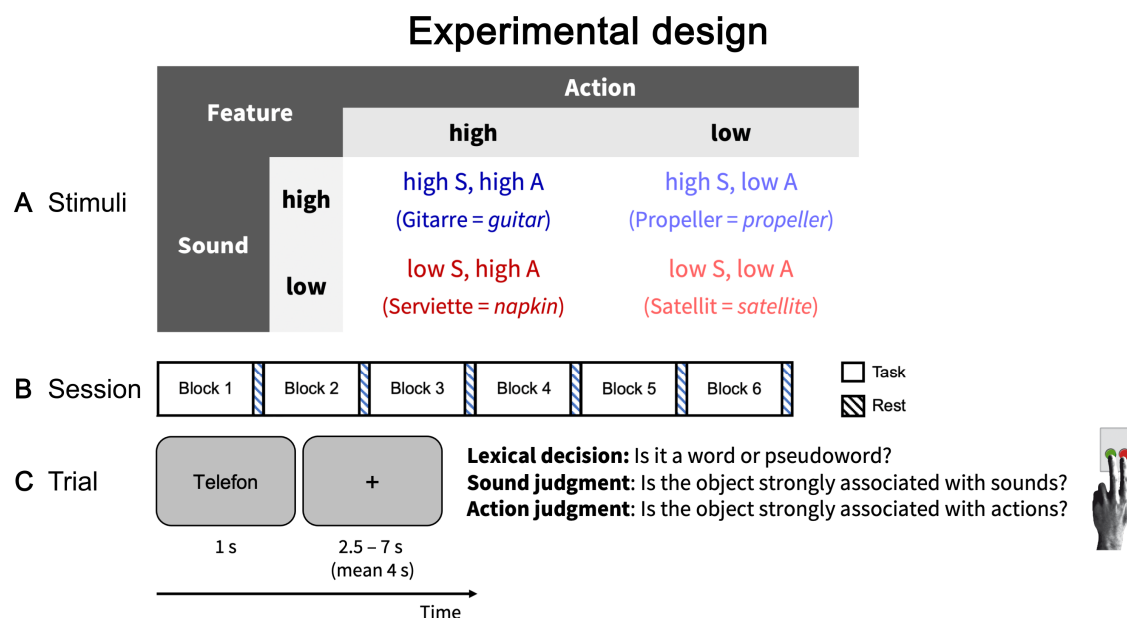 Experimental design
Feature
Action
high
low
A Stimuli
Sound
high
high S, high A
(Gitarre = guitar)
high S, low A
(Propeller = propeller)
low
low S, high A
(Serviette = napkin)
low S, low A
(Satellit = satellite)
B Session
Block 1
Block 2
Block 3
Block 4
Block 5
Block 6
Task
Rest
C Trial
Telefon
+
Lexical decision: Is it a word or pseudoword?
Sound judgment: Is the object strongly associated with sounds?
Action judgment: Is the object strongly associated with actions?
1 s
2.5 – 7 s
(mean 4 s)
Time